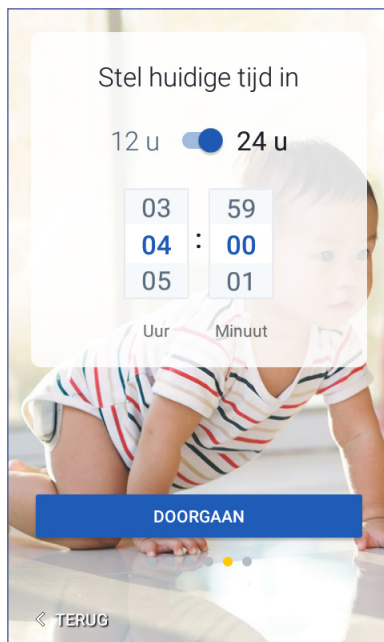 Stel huidige tijd in
12 u 24 u
03 59
04 : 00
05 01
Uur Minuut
DOORGAAN
TERUG